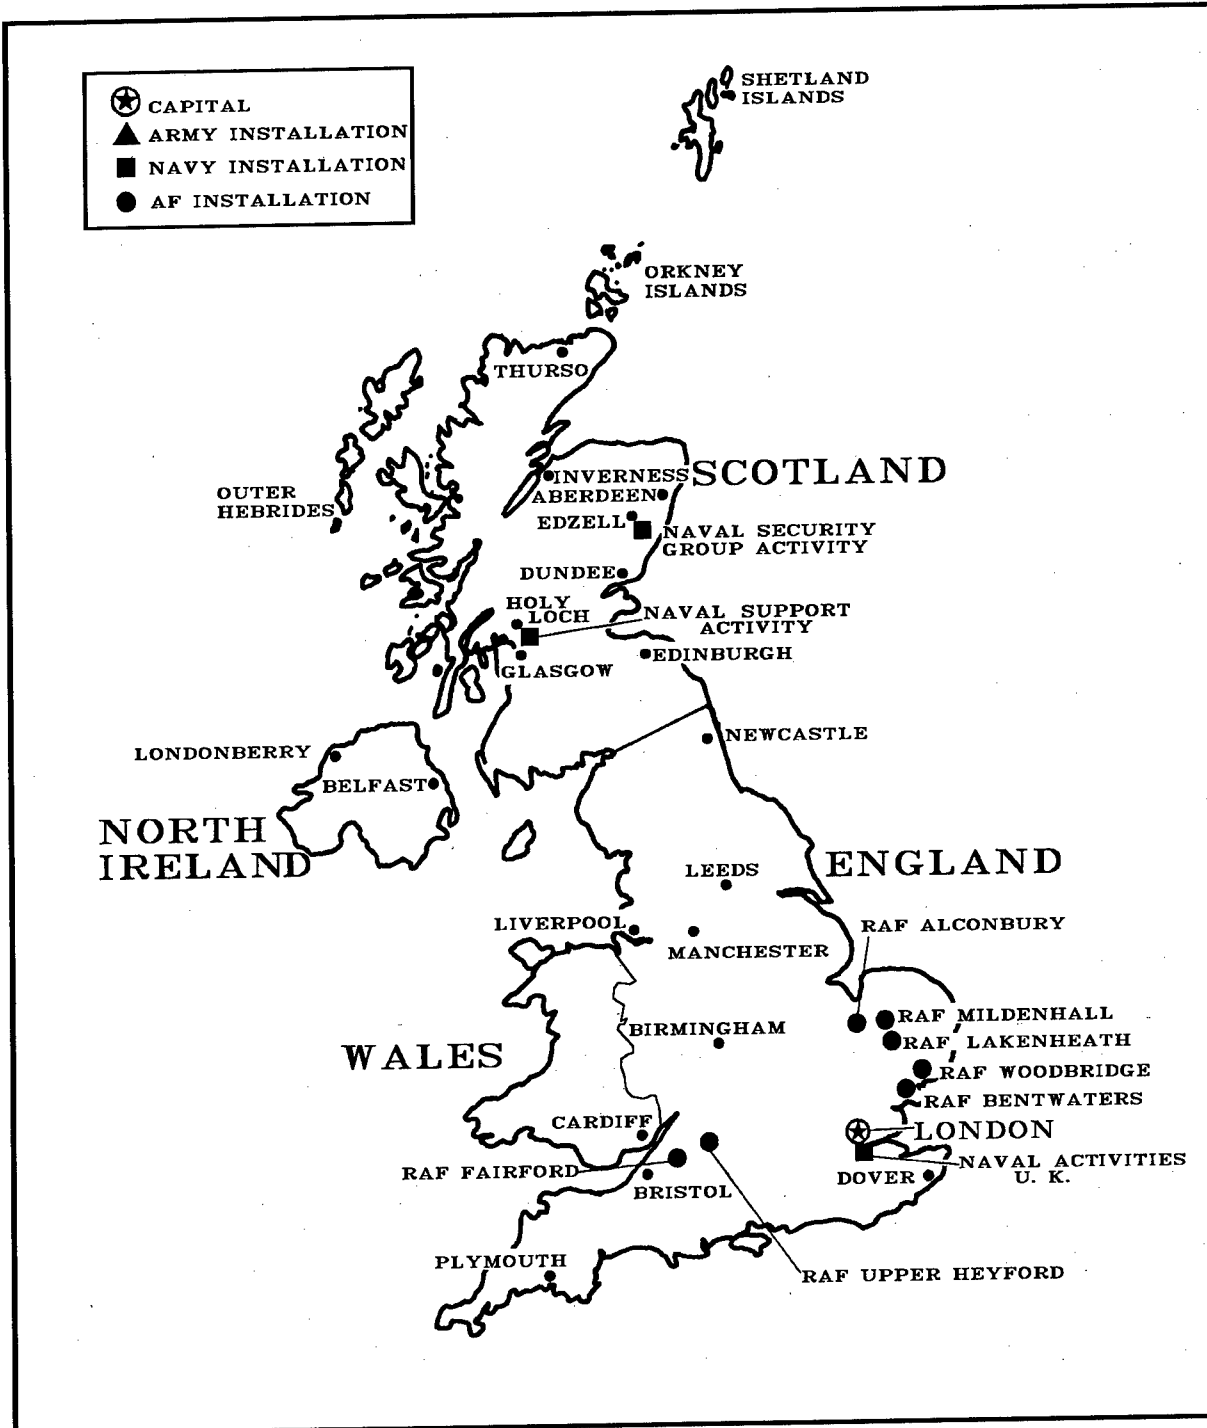 CAPITAL
ARMY INSTALLATION
NAVY INSTALLATION
AF INSTALLATION
SHETLAND
ISLANDS
ORKNEY
ISLANDS
THURSO
OUTER
HEBRIDES
INVERNESS
SCOTLAND
ABERDEEN
EDZELL
NAVAL SECURITY
GROUP ACTIVITY
DUNDEE
HOLY
LOCH
NAVAL SUPPORT
ACTIVITY
EDINBURGH
GLASGOW
NEWCASTLE
LONDONBERRY
BELFAST
NORTH
IRELAND
LEEDS
ENGLAND
LIVERPOOL
MANCHESTER
RAF ALCONBURY
RAF MILDENHALL
BIRMINGHAM
RAF LAKENHEATH
WALES
RAF WOODBRIDGE
RAF BENTWATERS
CARDIFF
LONDON
RAF FAIRFORD
NAVAL ACTIVITIES
U. K.
DOVER
BRISTOL
PLYMOUTH
RAF UPPER HEYFORD